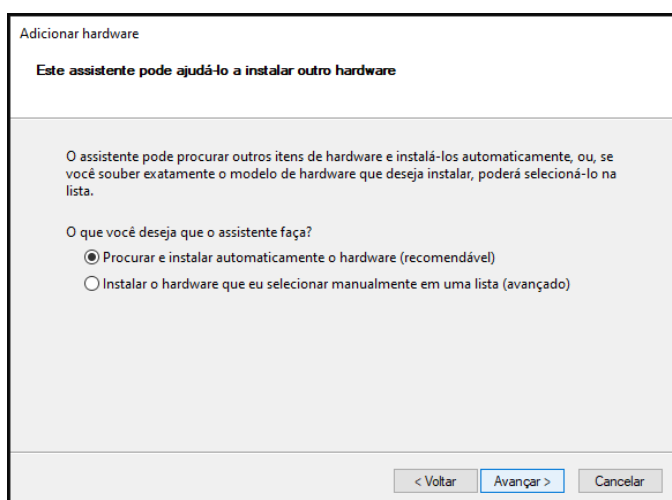 Adicionar hardware
Este assistente pode ajudá-lo a instalar outro hardware
O assistente pode procurar outros itens de hardware e instalá-los automaticamente, ou, se
você souber exatamente o modelo de hardware que deseja instalar, poderá selecioná-lo na
lista.
O que você deseja que o assistente faça?
Procurar e instalar automaticamente o hardware (recomendável)
Instalar o hardware que eu selecionar manualmente em uma lista (avançado)
< Voltar Avançar > Cancelar